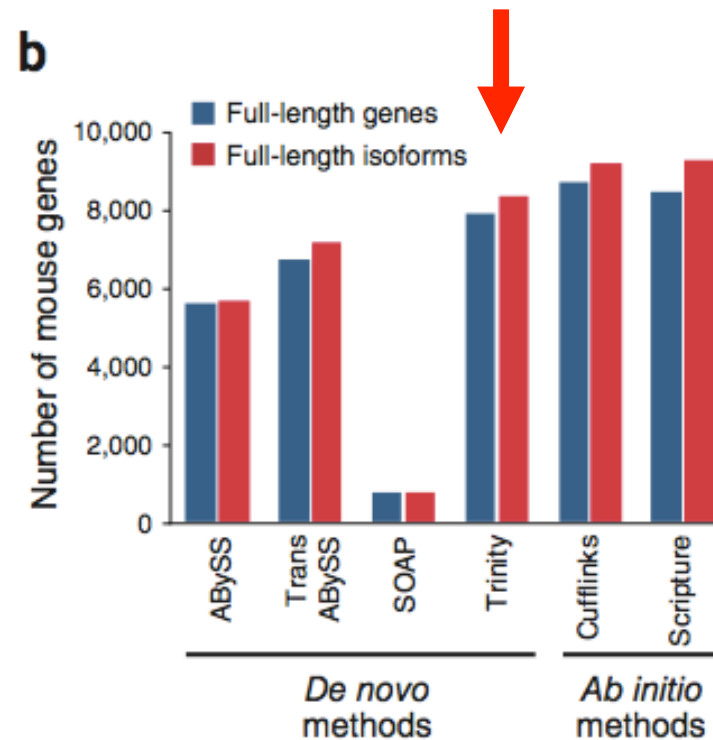 b
Full-length genes
Full-length isoforms
Number of mouse genes
10,000
8,000
6,000
4,000
2,000
0
ABySS
Trans
ABySS
SOAP
Trinity
Cufflinks
Scripture
De novo
methods
Ab initio
methods